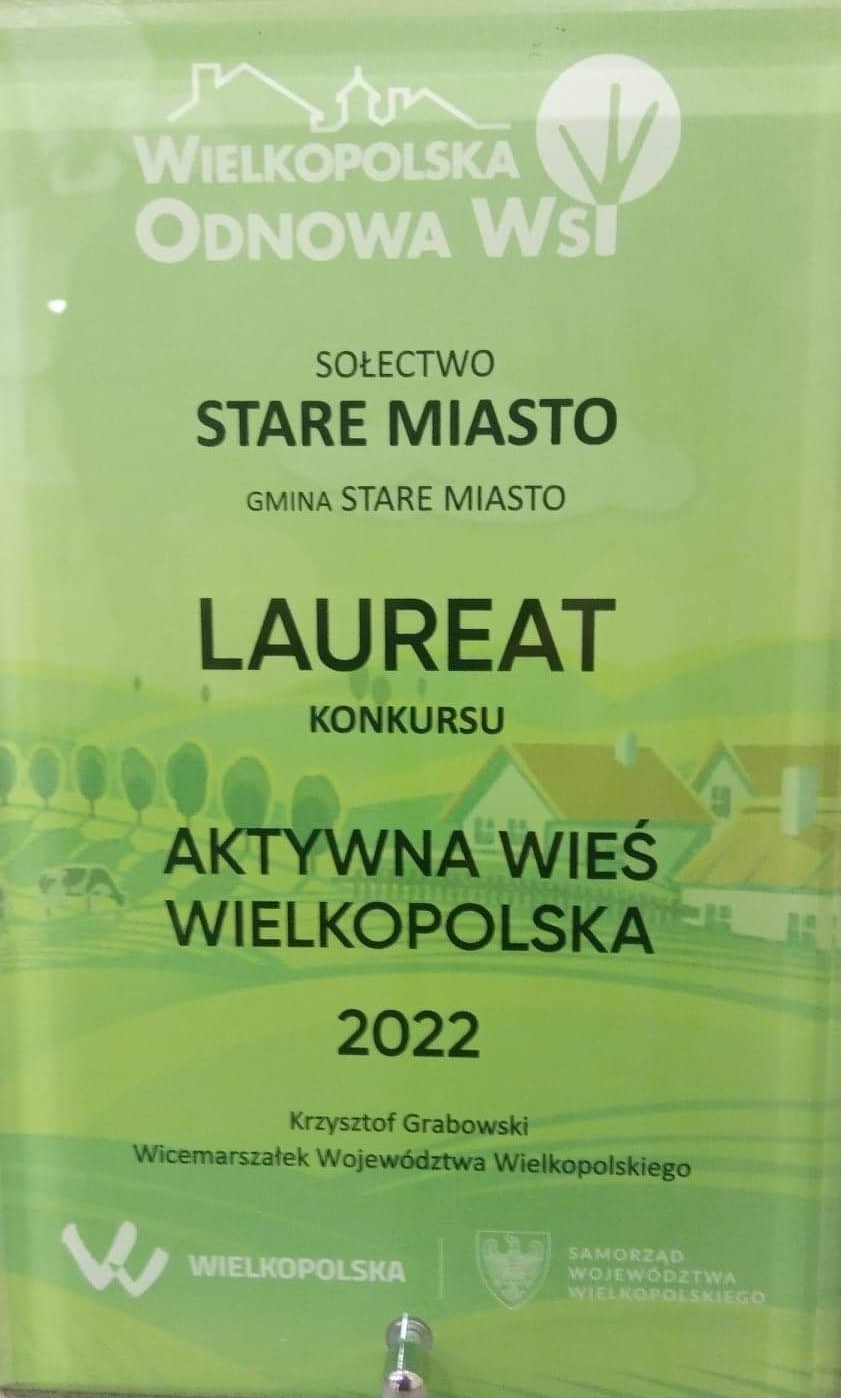 WIELKOPOLSKA
ODNOWA WSI
SOŁECTWO
STARE MIASTO
GMINA STARE MIASTO
LAUREAT
KONKURSU
AKTYWNA WIEŚ
WIELKOPOLSKA
2022
Krzysztof Grabowski
Wicemarszałek Województwa Wielkopolskiego
WIELKOPOLSKA
SAMORZĄD
WOJEWÓDZTWA
WIELKOPOLSKIEGO